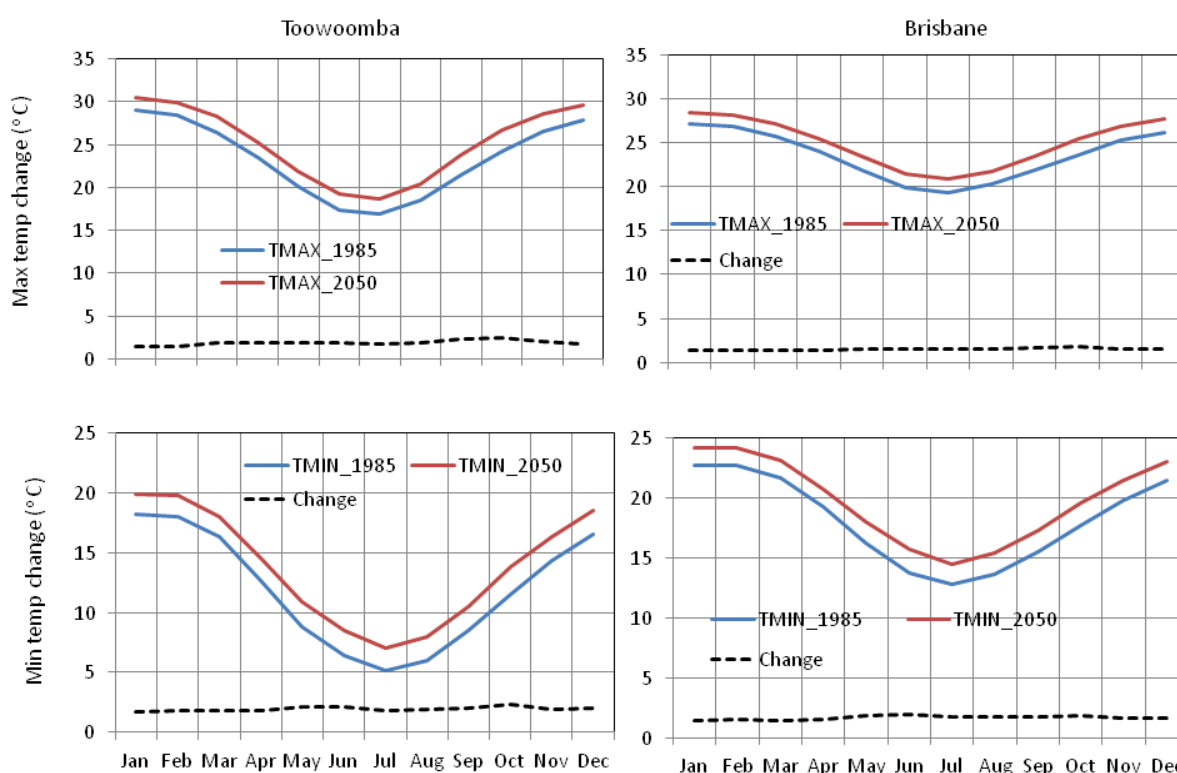 Toowoomba
Max temp change (°C)
35
30
25
20
15
10
5
0
TMAX_1985
TMAX_2050
Brisbane
35
30
25
20
15
10
5
0
TMAX_1985 TMAX_2050
Change
Min temp change (°C)
25
20
15
10
5
0
TMIN_1985 TMIN_2050
Change
Jan Feb Mar Apr May Jun Jul Aug Sep Oct Nov Dec
25
20
15
10
5
0
TMIN_1985 TMIN_2050
Change
Jan Feb Mar Apr May Jun Jul Aug Sep Oct Nov Dec